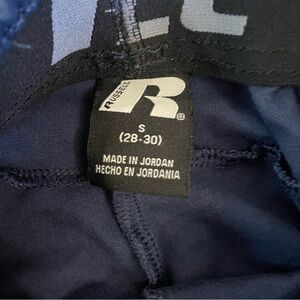 RUSSELL
R®
S
(28-30)
MADE IN JORDAN
HECHO EN JORDANIA